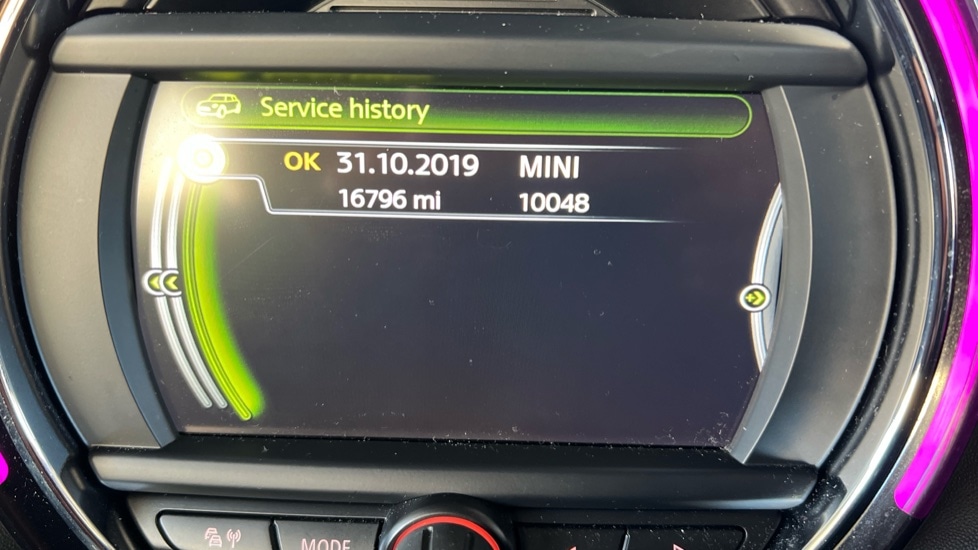 Service history
OK 31.10.2019 MINI
16796 mi 10048
MODE